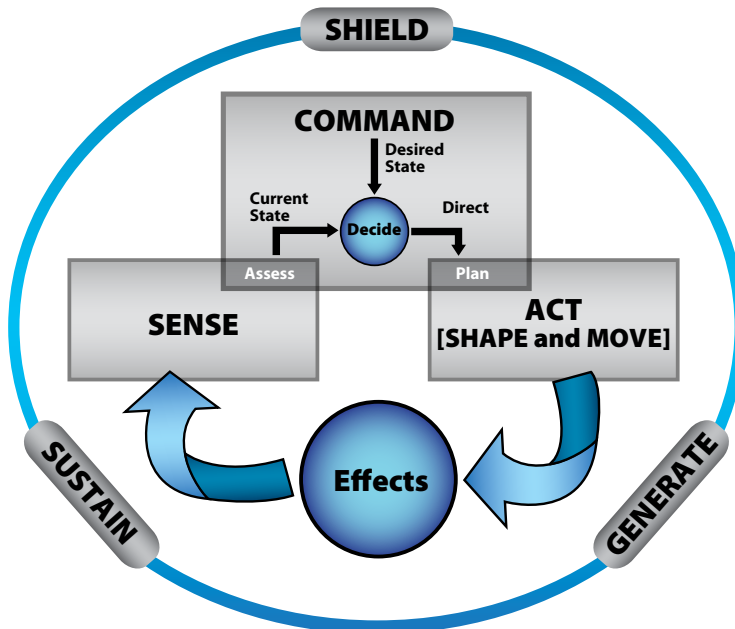 SHIELD
COMMAND
Desired
State
Current
State
Decide
Direct
Assess
Plan
SENSE
ACT
[SHAPE and MOVE]
Effects
SUSTAIN
GENERATE